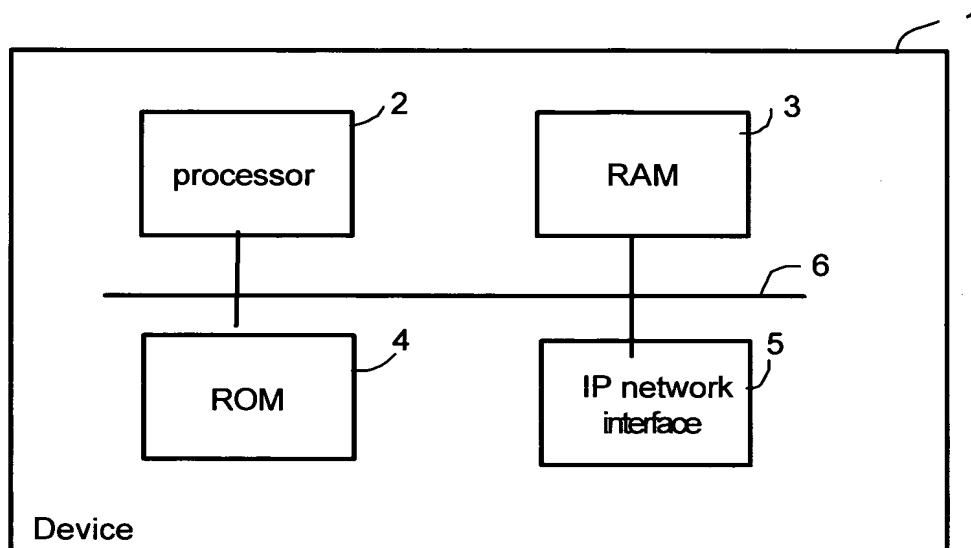 1
2
3
processor
RAM
6
4
5
ROM
IP network
interface
Device